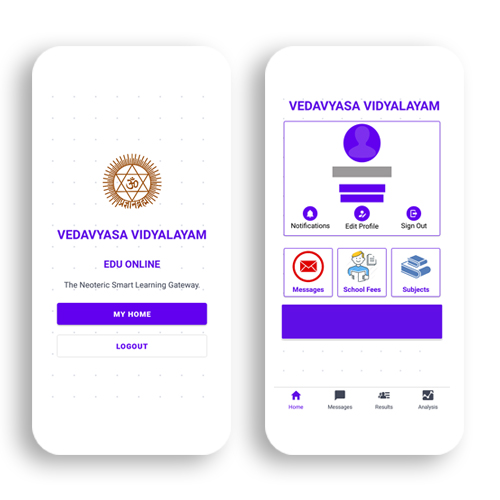 ॐ
VEDAVYASA VIDYALAYAM
EDU ONLINE
The Neoteric Smart Learning Gateway.
MY HOME
LOGOUT
VEDAVYASA VIDYALAYAM
Notifications
Edit Profile
Sign Out
Messages
School Fees
Subjects
Home
Messages
Results
Analysis